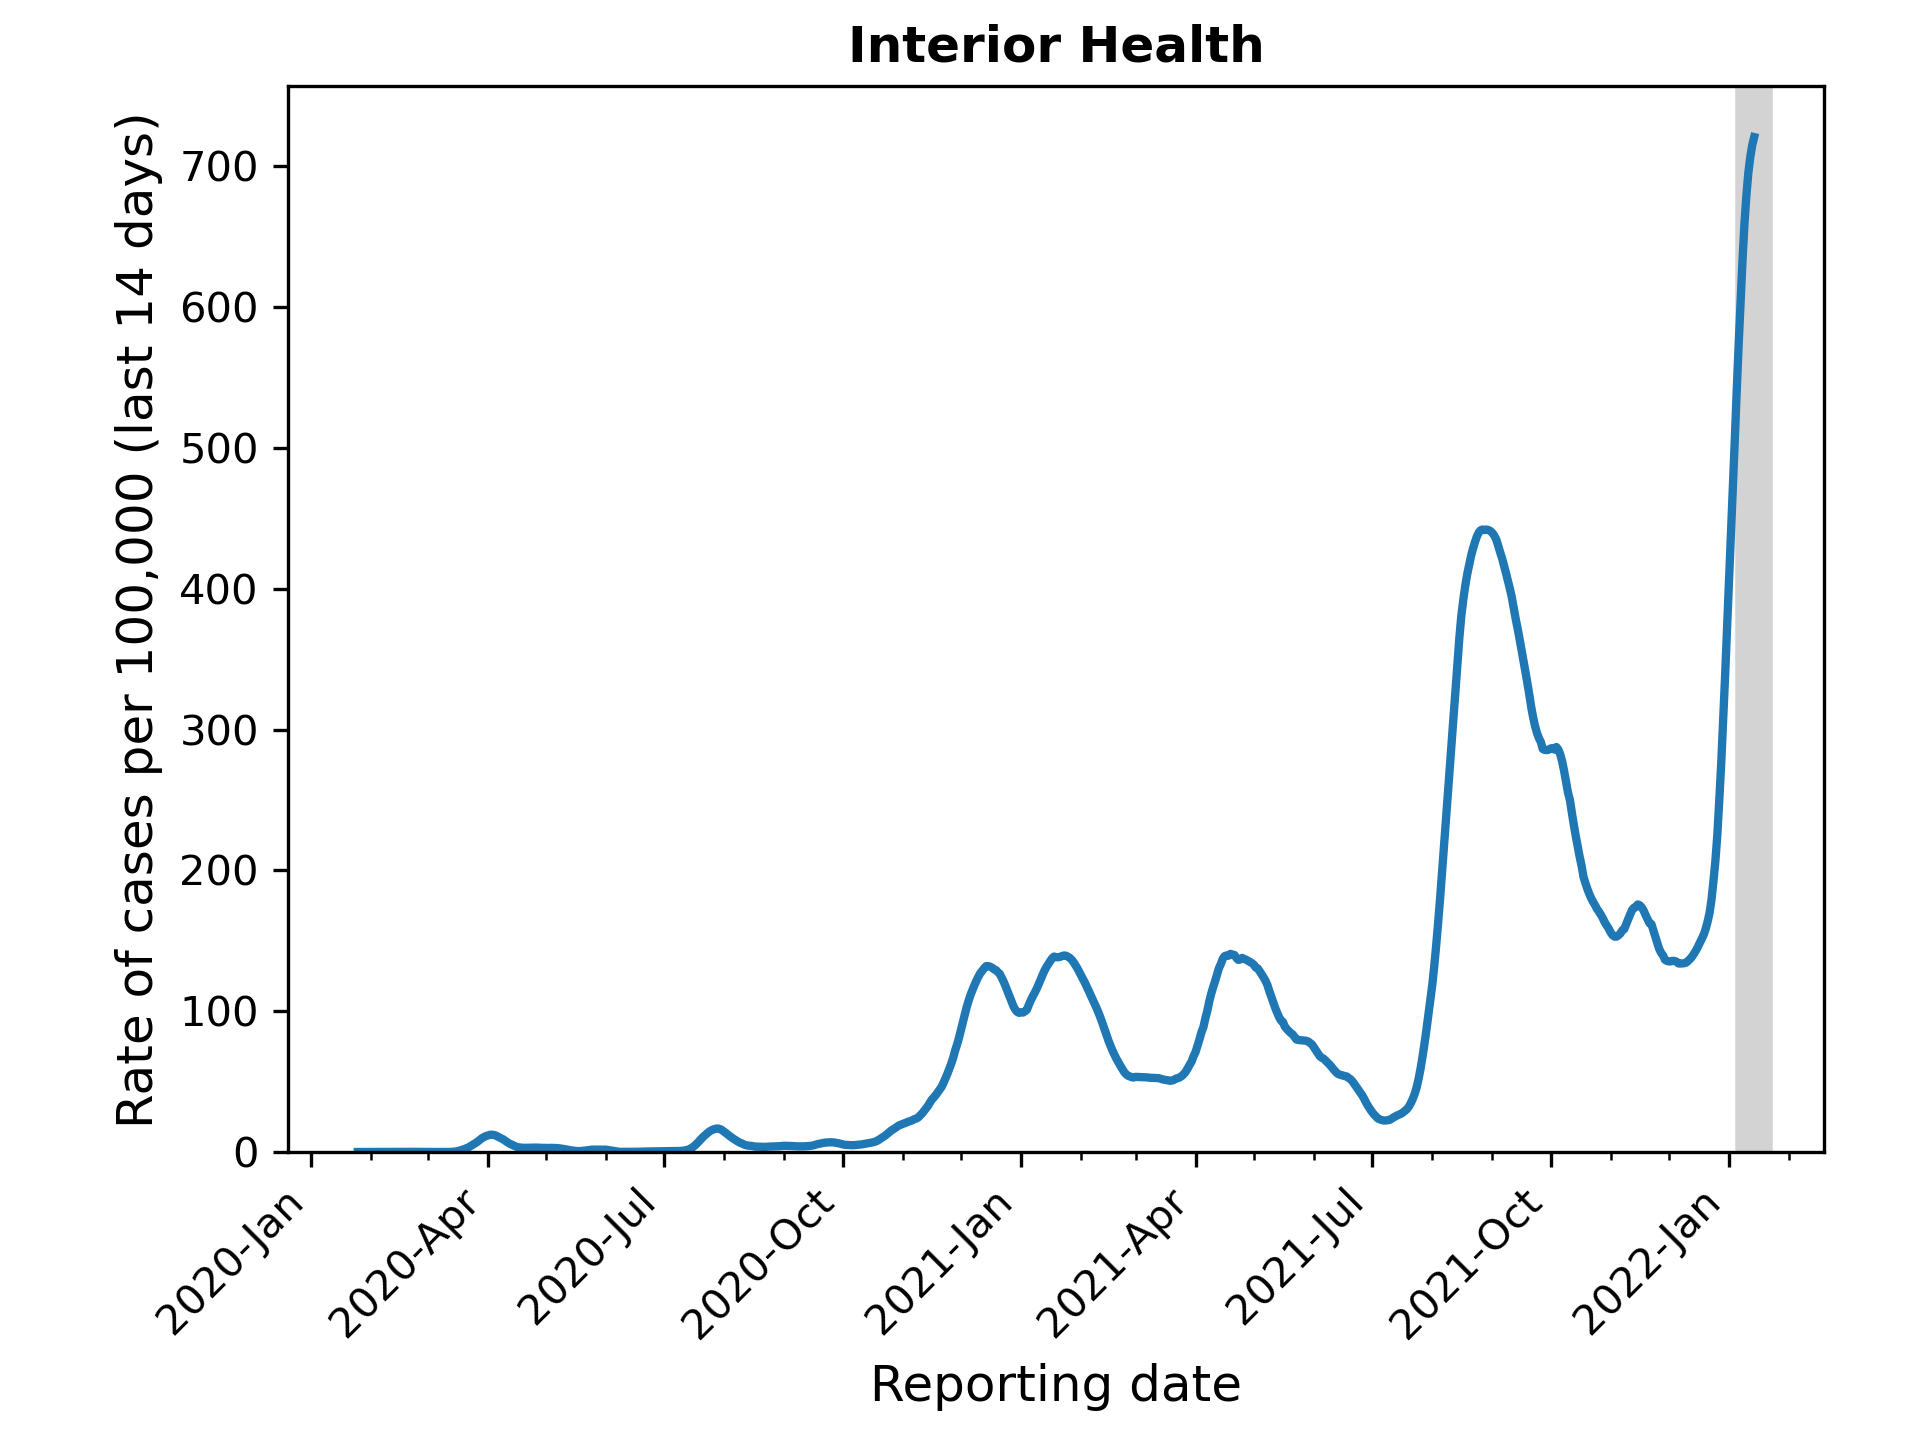 Interior Health
Rate of cases per 100,000 (last 14 days)
700
600
500
400
300
200
100
0
2020-Jan
2020-Apr
2020-Jul
2020-Oct
2021-Jan
2021-Apr
2021-Jul
2021-Oct
2022-Jan
Reporting date